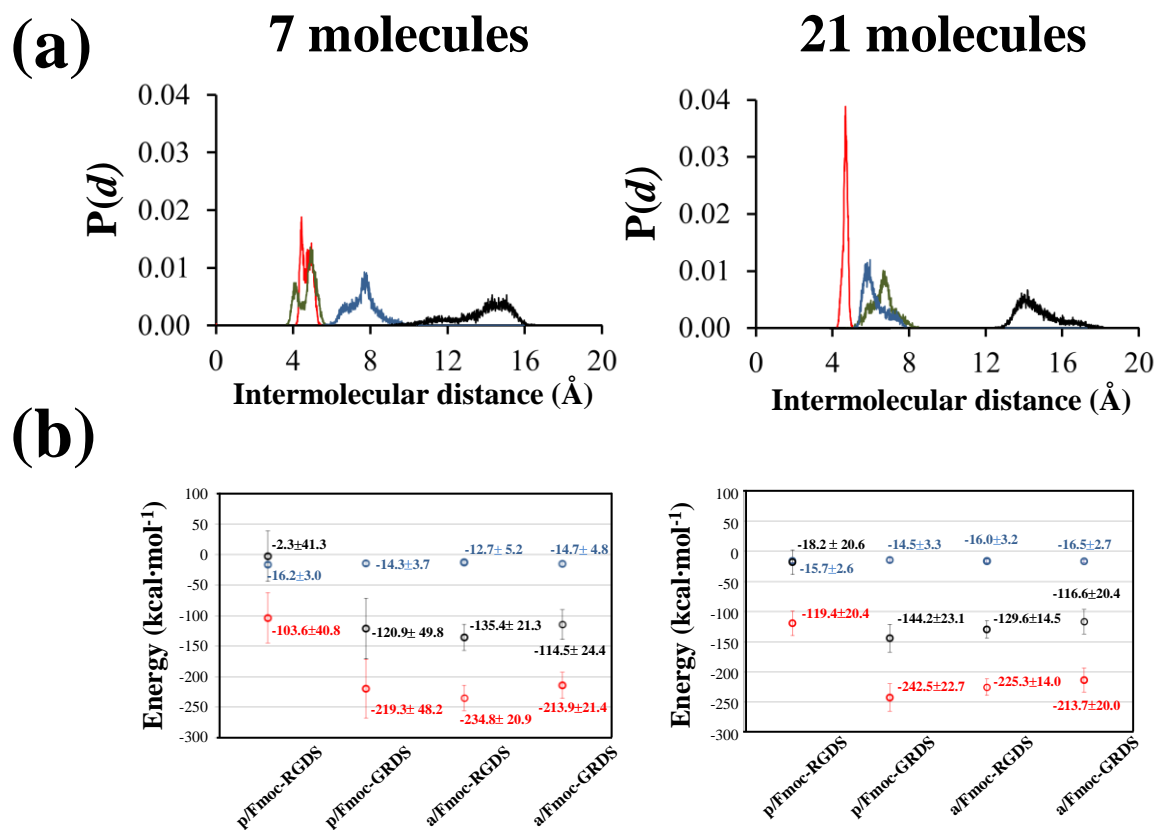 (a)
7 molecules
21 molecules
0.04
0.03
0.02
0.01
0.00
P(d)
0 4 8 12 16 20
Intermolecular distance (Å)
0.04
0.03
0.02
0.01
0.00
P(d)
0 4 8 12 16 20
Intermolecular distance (Å)
(b)
Energy (kcal·mol-1)
100
50
0
-50
-100
-150
-200
-250
-300
-2.3±41.3
-16.2±3.0
-103.6±40.8
-14.3±3.7
-120.9± 49.8
-219.3± 48.2
-12.7± 5.2
-135.4± 21.3
-234.8± 20.9
-14.7± 4.8
-114.5± 24.4
-213.9±21.4
p/Fmoc-RGDS
p/Fmoc-GRDS
a/Fmoc-RGDS
a/Fmoc-GRDS
Energy (kcal·mol-1)
100
50
0
-50
-100
-150
-200
-250
-300
-18.2 ± 20.6
-15.7±2.6
-119.4±20.4
-14.5±3.3
-144.2±23.1
-242.5±22.7
-16.0±3.2
-129.6±14.5
-225.3±14.0
-16.5±2.7
-116.6±20.4
-213.7±20.0
p/Fmoc-RGDS
p/Fmoc-GRDS
a/Fmoc-RGDS
a/Fmoc-GRDS